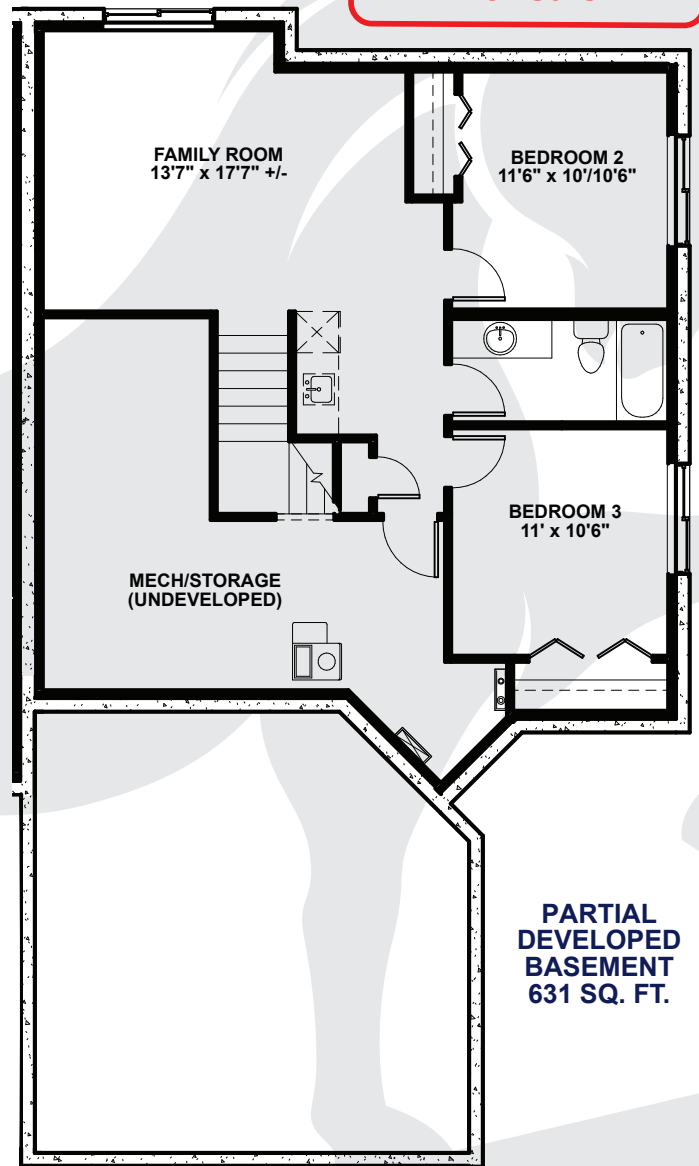 FAMILY ROOM
13'7" x 17'7" +/-
BEDROOM 2
11'6" x 10'/10'6"
BEDROOM 3
11' x 10'6"
MECH/STORAGE
(UNDEVELOPED)
PARTIAL
DEVELOPED
BASEMENT
631 SQ. FT.